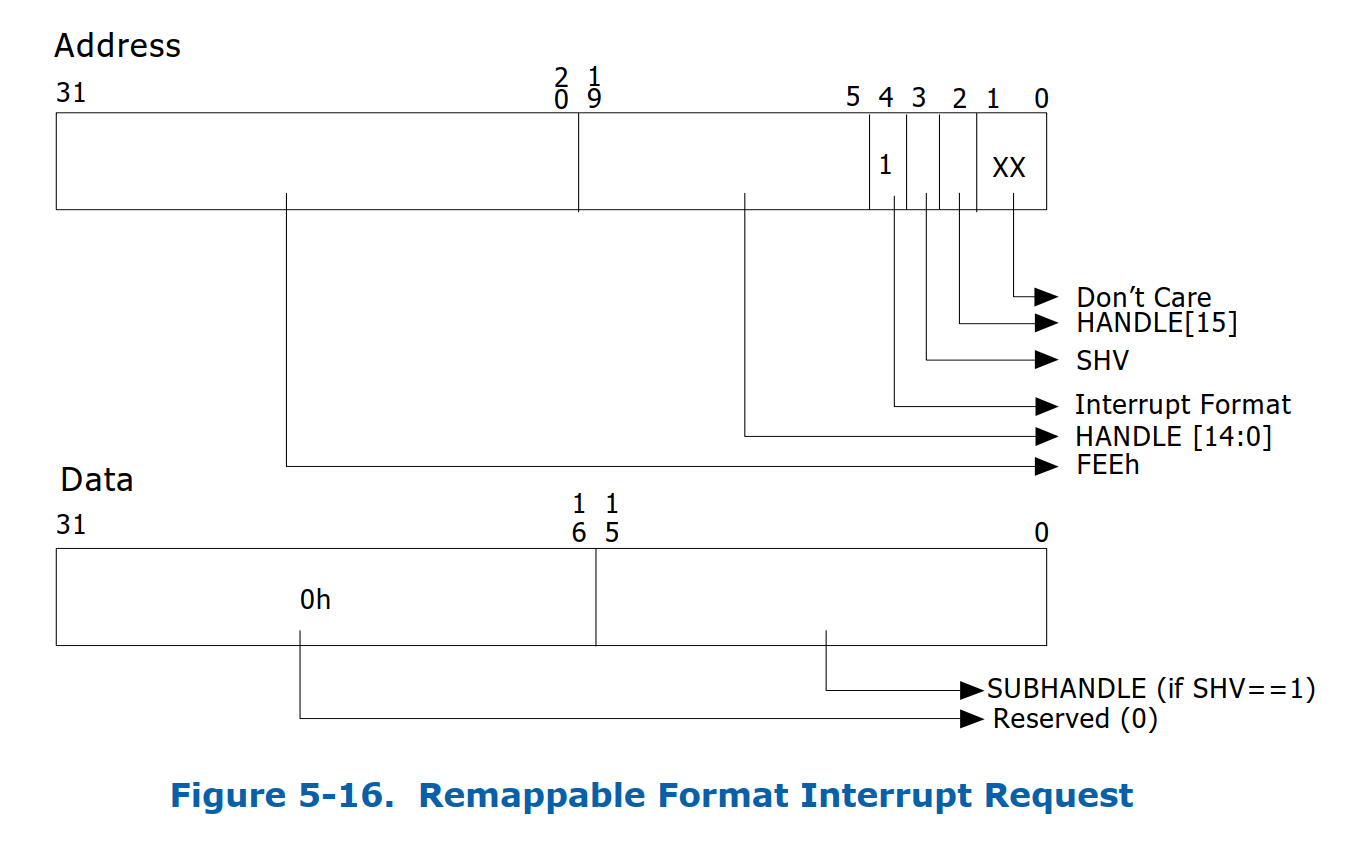 Address
31 20 19 5 4 3 2 1 0
1 XX
Don't Care
HANDLE[15]
SHV
Interrupt Format
HANDLE [14:0]
FEEh
Data
31 16 15 0
0h
SUBHANDLE (if SHV==1)
Reserved (0)
Figure 5-16. Remappable Format Interrupt Request